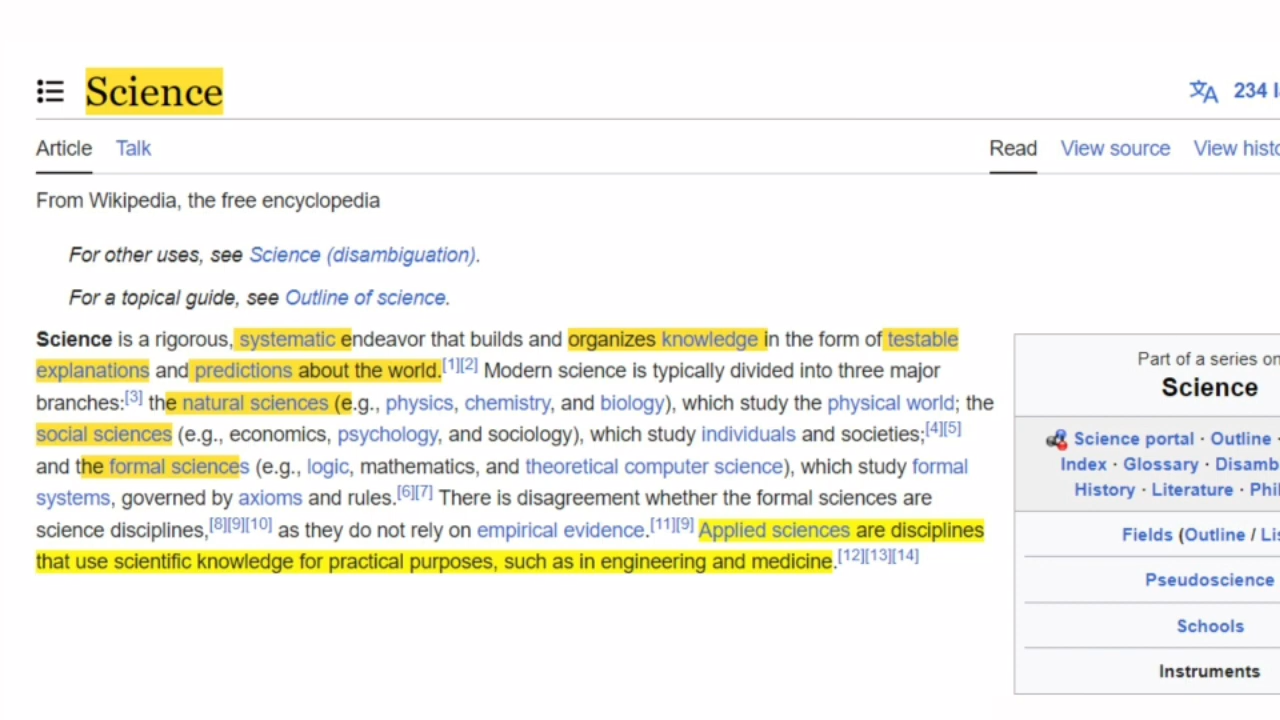 Science
234
Article Talk Read View source View
From Wikipedia, the free encyclopedia
For other uses, see Science (disambiguation).
For a topical guide, see Outline of science.
Science is a rigorous, systematic endeavor that builds and organizes knowledge in the form of testable
explanations and predictions about the world.[1][2] Modern science is typically divided into three major
branches:[3] the natural sciences (e.g., physics, chemistry, and biology), which study the physical world; the
social sciences (e.g., economics, psychology, and sociology), which study individuals and societies;[4][5]
and the formal sciences (e.g., logic, mathematics, and theoretical computer science), which study formal
systems, governed by axioms and rules.[6][7] There is disagreement whether the formal sciences are
science disciplines,[8][9][10] as they do not rely on empirical evidence.[11][9] Applied sciences are disciplines
that use scientific knowledge for practical purposes, such as in engineering and medicine.[12][13][14]
Part of a series on
Science
Science portal · Outline ·
Index · Glossary ·
History · Literature ·
Fields (Outline /
Pseudoscience
Schools
Instruments